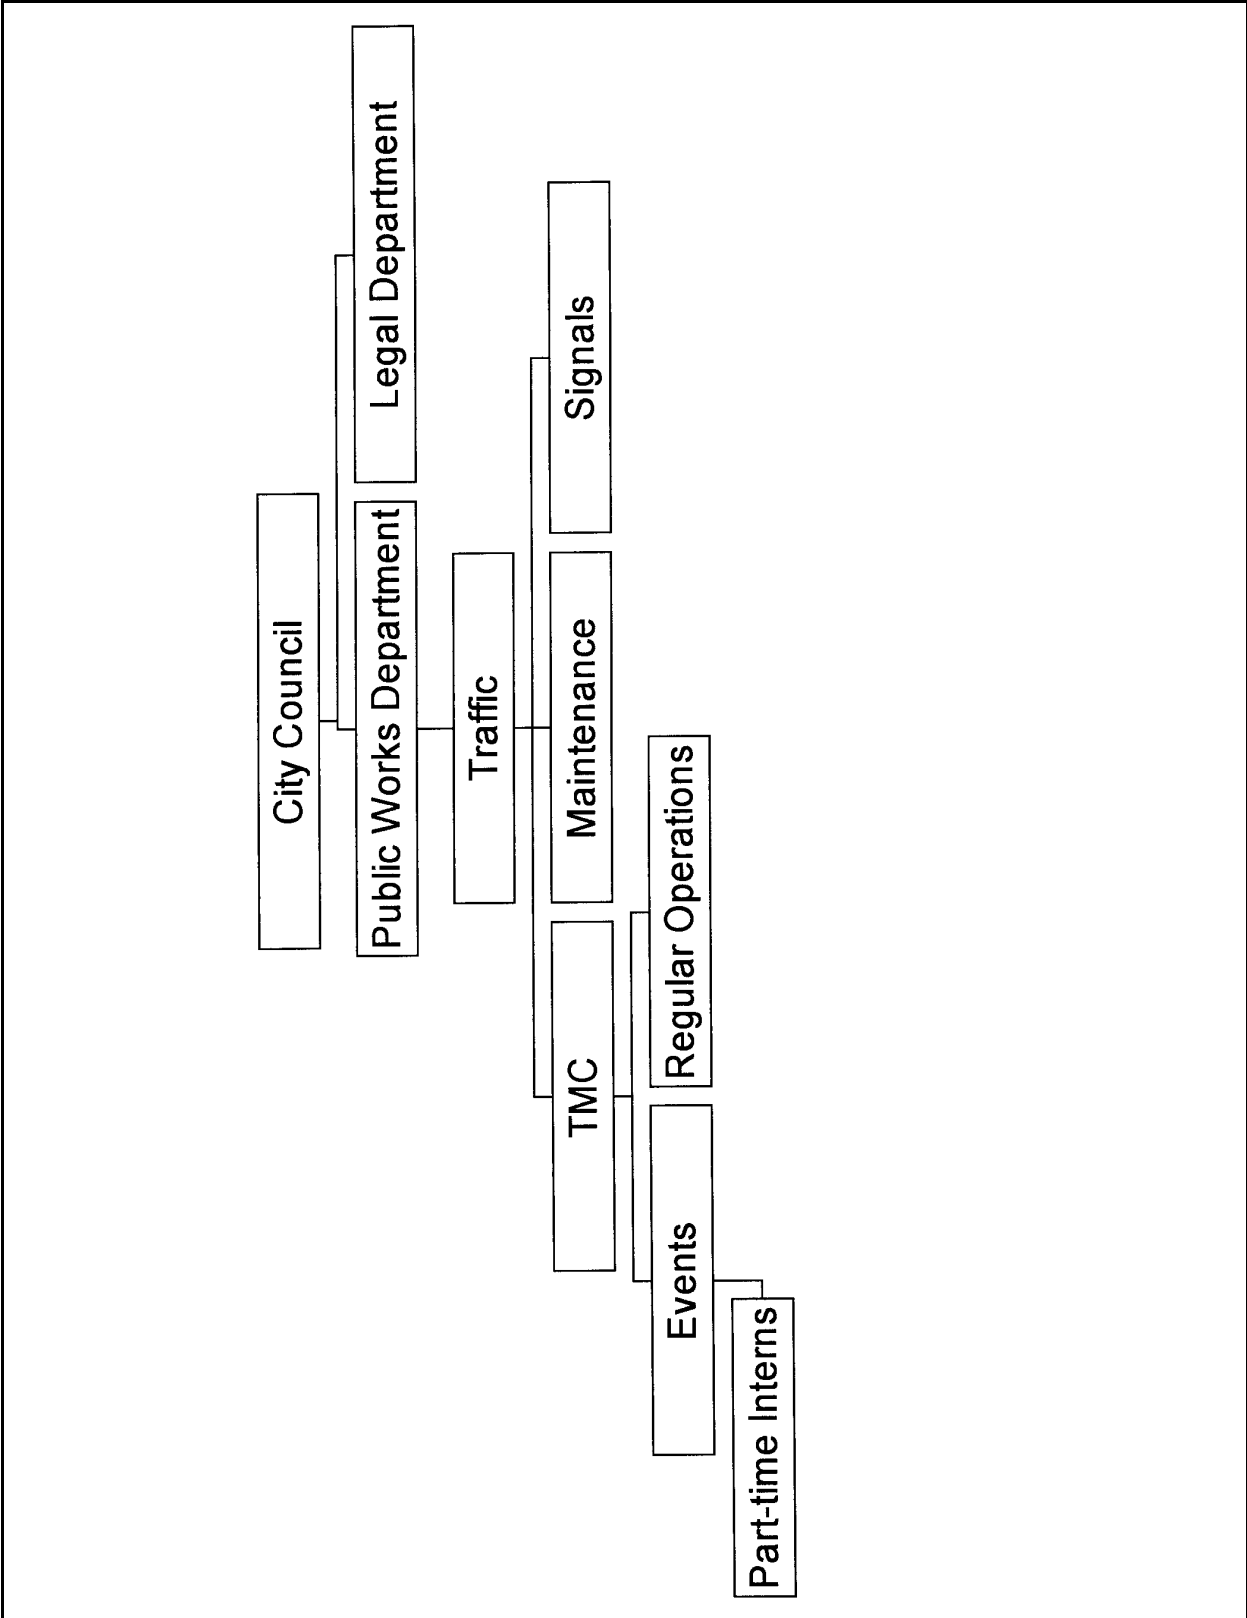 City Council
Public Works Department
Legal Department
Traffic
TMC
Maintenance
Signals
Events
Regular Operations
Part-time Interns